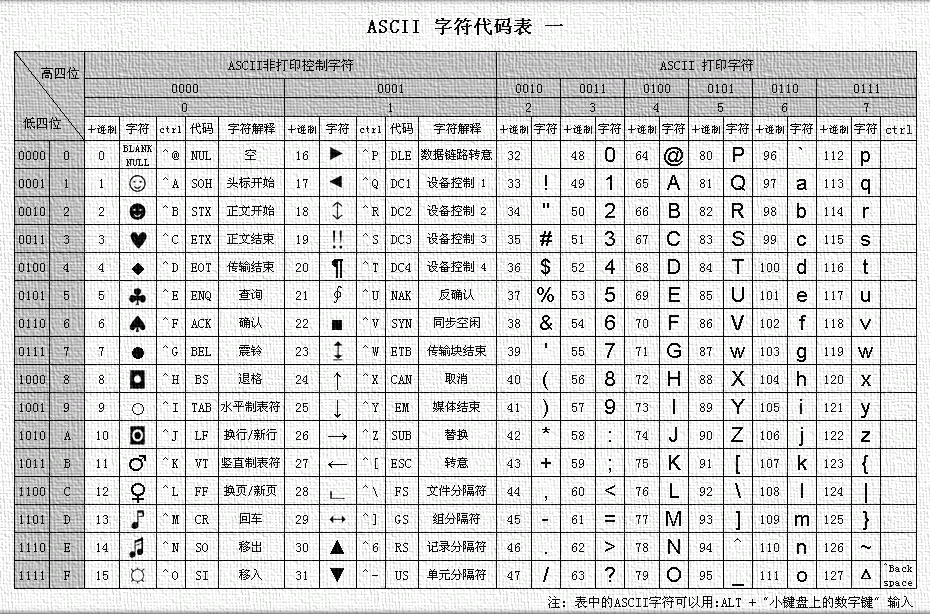 ASCII 字符代码表 一
高四位 ASCII非打印控制字符 ASCII 打印字符
0000 0001 0010 0011 0100 0101 0110 0111
0 1 2 3 4 5 6 7
低四位 十进制 字符 ctrl 代码 字符解释 十进制 字符 ctrl 代码 字符解释 十进制 字符 十进制 字符 十进制 字符 十进制 字符 十进制 字符 十进制 字符 ctrl
0000 0 0 BLANK NULL ^@ NUL 空 16 ► ^P DLE 数据链路转意 32 48 0 64 @ 80 P 96 ` 112 p
0001 1 1 ☺ ^A SOH 头标开始 17 ◄ ^Q DC1 设备控制 1 33 ! 49 1 65 A 81 Q 97 a 113 q
0010 2 2 ☻ ^B STX 正文开始 18 ↕ ^R DC2 设备控制 2 34 " 50 2 66 B 82 R 98 b 114 r
0011 3 3 ♥ ^C ETX 正文结束 19 ‼ ^S DC3 设备控制 3 35 # 51 3 67 C 83 S 99 c 115 s
0100 4 4 ♦ ^D EOT 传输结束 20 ¶ ^T DC4 设备控制 4 36 $ 52 4 68 D 84 T 100 d 116 t
0101 5 5 ♣ ^E ENQ 查询 21 ∮ ^U NAK 反确认 37 % 53 5 69 E 85 U 101 e 117 u
0110 6 6 ♠ ^F ACK 确认 22 ■ ^V SYN 同步空闲 38 & 54 6 70 F 86 V 102 f 118 v
0111 7 7 ● ^G BEL 震铃 23 ↨ ^W ETB 传输块结束 39 ' 55 7 71 G 87 w 103 g 119 w
1000 8 8 ◘ ^H BS 退格 24 ↑ ^X CAN 取消 40 ( 56 8 72 H 88 X 104 h 120 x
1001 9 9 ○ ^I TAB 水平制表符 25 ↓ ^Y EM 媒体结束 41 ) 57 9 73 I 89 Y 105 i 121 y
1010 A 10 ◙ ^J LF 换行/新行 26 → ^Z SUB 替换 42 * 58 : 74 J 90 Z 106 j 122 z
1011 B 11 ♂ ^K VT 竖直制表符 27 ← ^[ ESC 转意 43 + 59 ; 75 K 91 [ 107 k 123 {
1100 C 12 ♀ ^L FF 换页/新页 28 ∟ ^\ FS 文件分隔符 44 , 60 < 76 L 92 \ 108 l 124 |
1101 D 13 ♪ ^M CR 回车 29 ↔ ^] GS 组分隔符 45 - 61 = 77 M 93 ] 109 m 125 }
1110 E 14 ♫ ^N SO 移出 30 ▲ ^6 RS 记录分隔符 46 . 62 > 78 N 94 ^ 110 n 126 ~
1111 F 15 ☼ ^O SI 移入 31 ▼ ^- US 单元分隔符 47 / 63 ? 79 O 95 _ 111 o 127 Δ ^Back space
注: 表中的ASCII字符可以用:ALT + "小键盘上的数字键" 输入